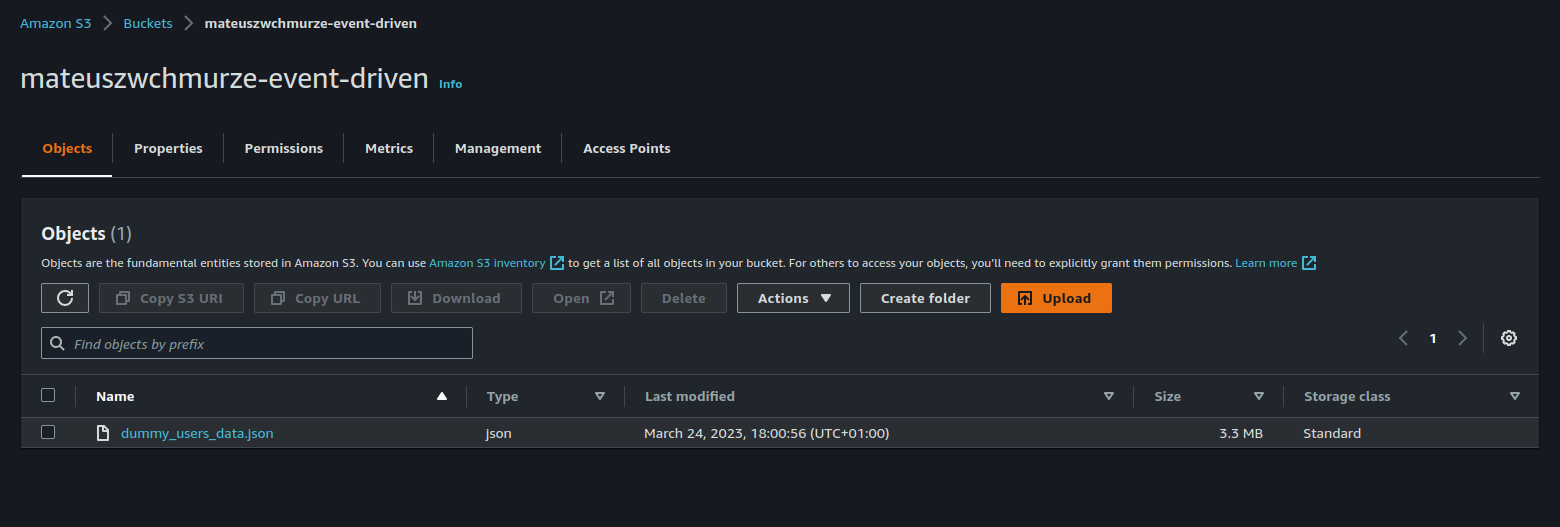 Amazon S3 > Buckets > mateuszwchmurze-event-driven
mateuszwchmurze-event-driven Info
Objects Properties Permissions Metrics Management Access Points
Objects (1)
Objects are the fundamental entities stored in Amazon S3. You can use Amazon S3 inventory to get a list of all objects in your bucket. For others to access your objects, you'll need to explicitly grant them permissions. Learn more
Copy S3 URI Copy URL Download Open Delete Actions Create folder Upload
Find objects by prefix 1
Name Type Last modified Size Storage class
dummy_users_data.json json March 24, 2023, 18:00:56 (UTC+01:00) 3.3 MB Standard